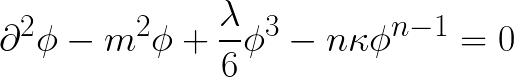 ∂²ϕ − m²ϕ + λ/6 ϕ³ − nκϕⁿ⁻¹ = 0